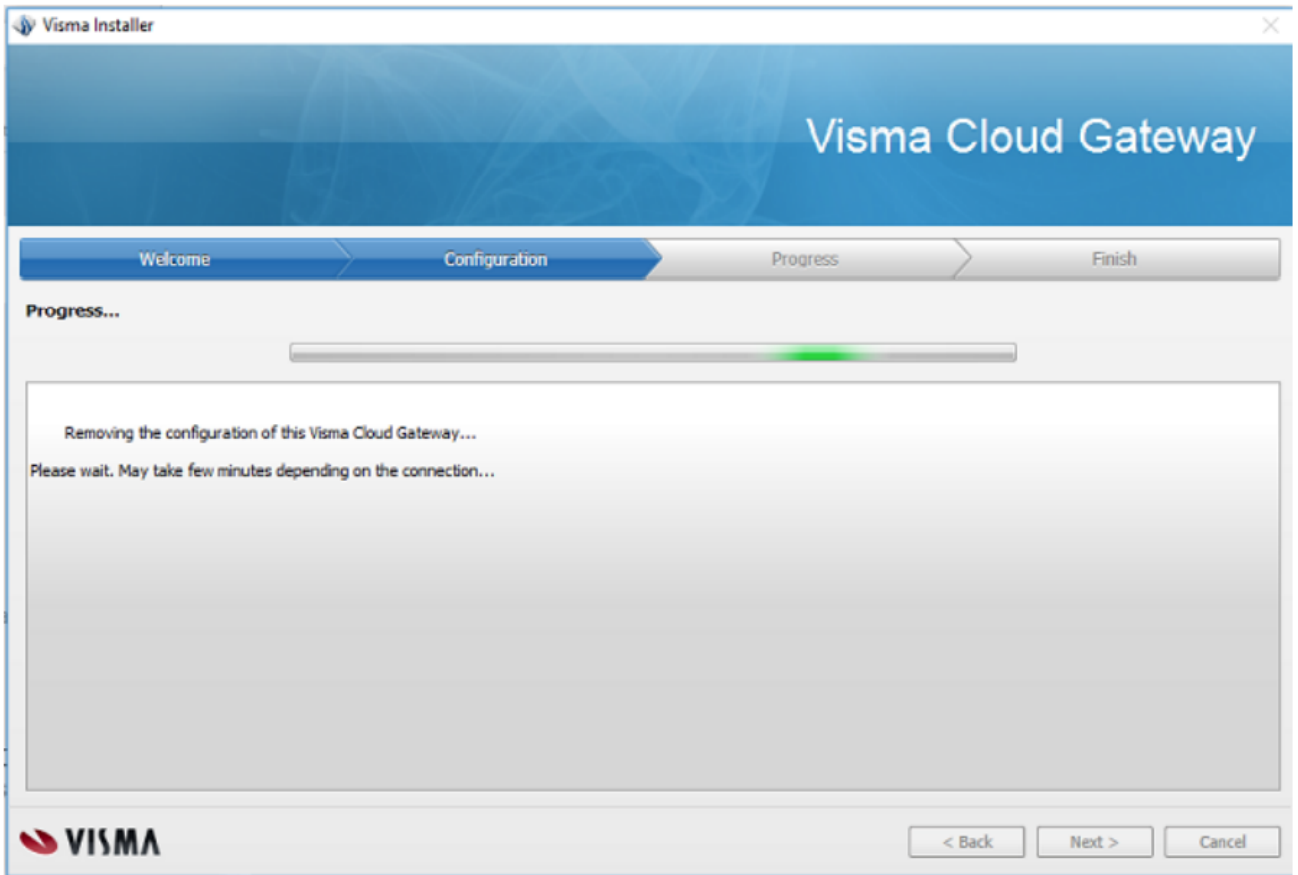 Visma Installer
Visma Cloud Gateway
Welcome
Configuration
Progress
Finish
Progress...
Removing the configuration of this Visma Cloud Gateway...
Please wait. May take few minutes depending on the connection...
VISMA
< Back
Next >
Cancel